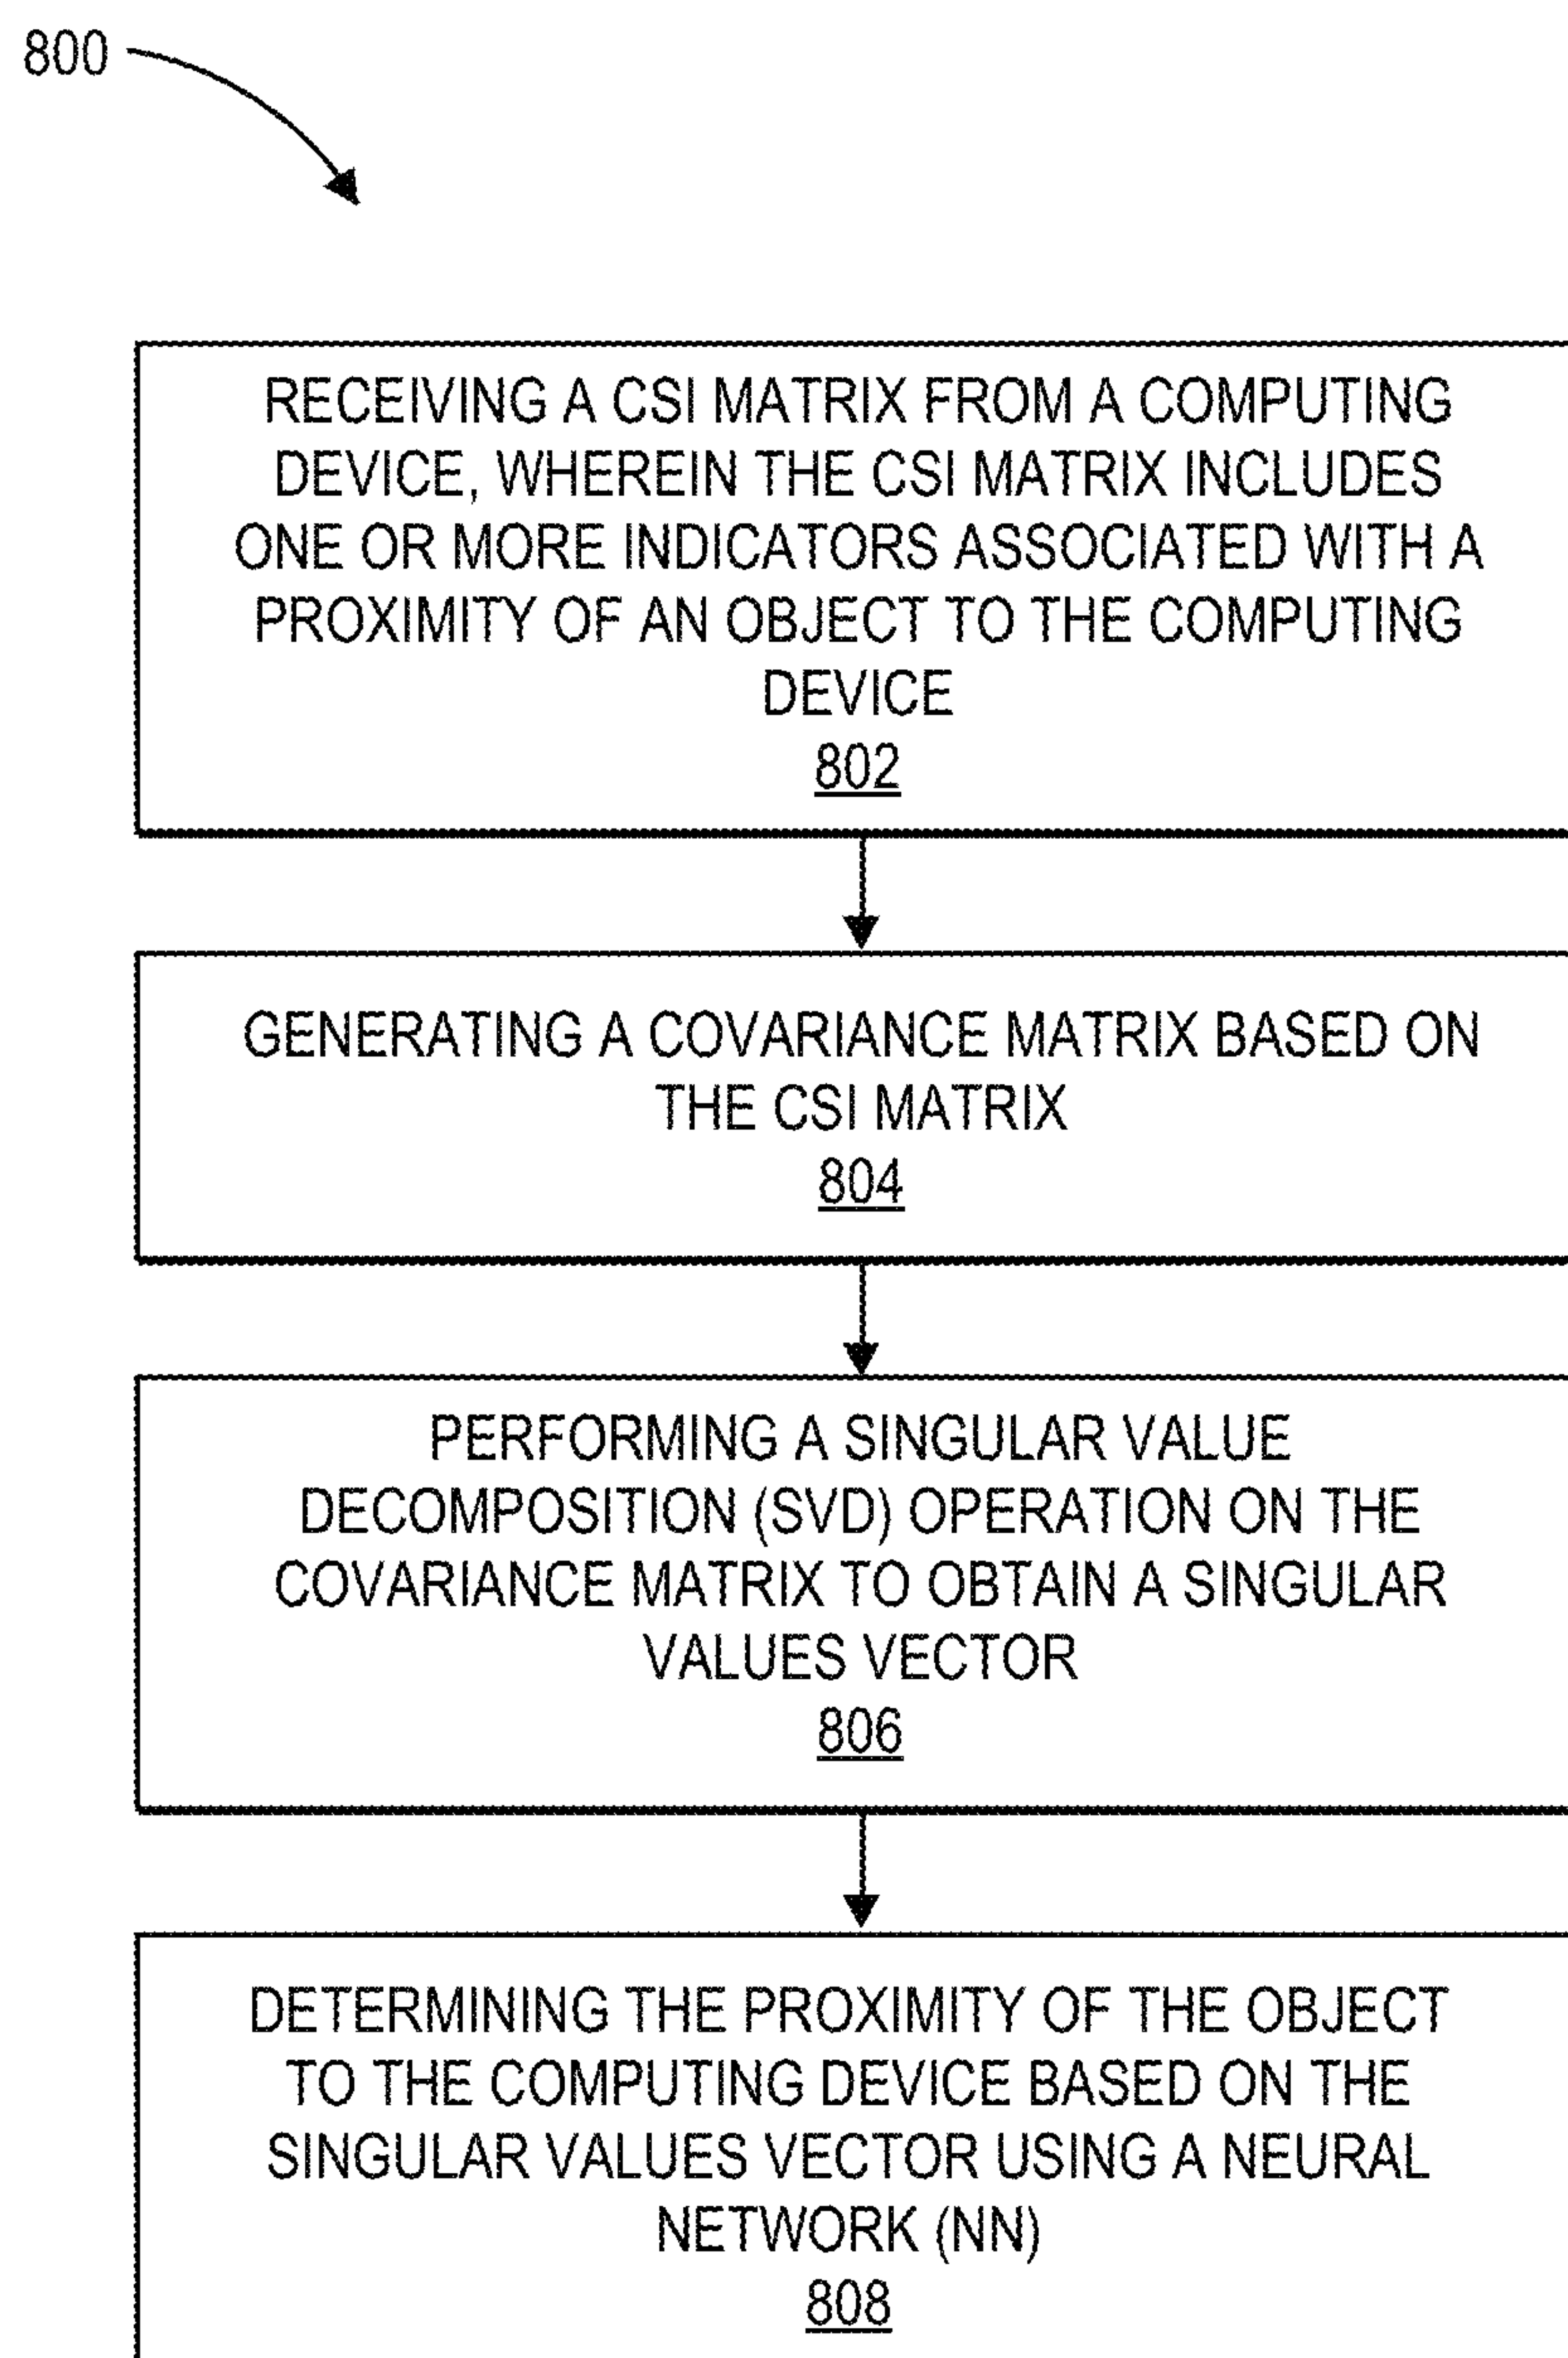 800
RECEIVING A CSI MATRIX FROM A COMPUTING
DEVICE, WHEREIN THE CSI MATRIX INCLUDES
ONE OR MORE INDICATORS ASSOCIATED WITH A
PROXIMITY OF AN OBJECT TO THE COMPUTING
DEVICE
802
GENERATING A COVARIANCE MATRIX BASED ON
THE CSI MATRIX
804
PERFORMING A SINGULAR VALUE
DECOMPOSITION (SVD) OPERATION ON THE
COVARIANCE MATRIX TO OBTAIN A SINGULAR
VALUES VECTOR
806
DETERMINING THE PROXIMITY OF THE OBJECT
TO THE COMPUTING DEVICE BASED ON THE
SINGULAR VALUES VECTOR USING A NEURAL
NETWORK (NN)
808